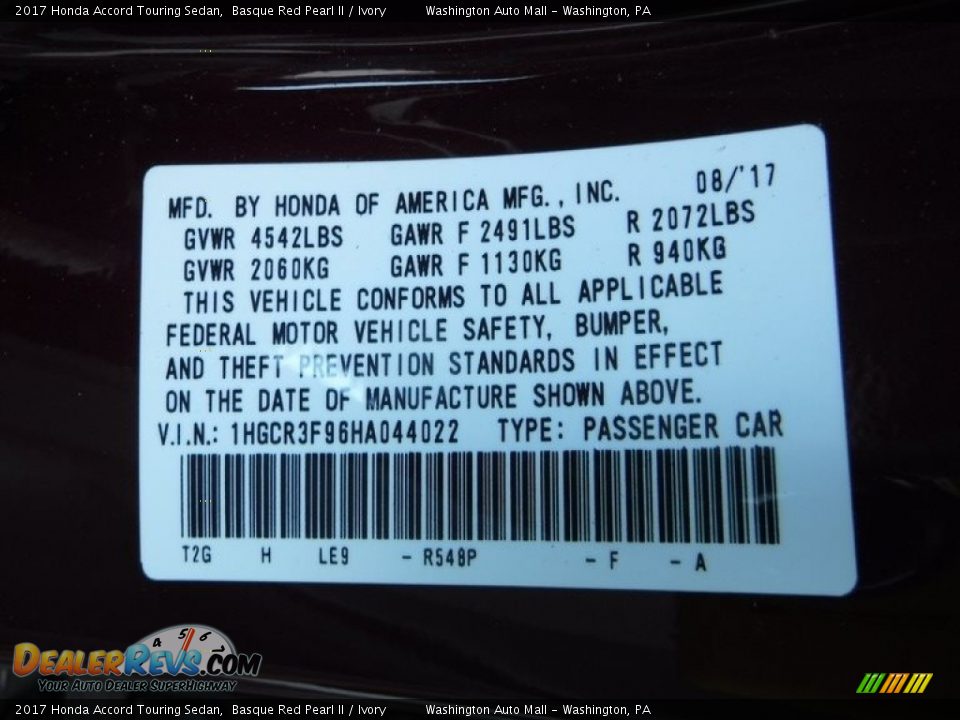 2017 Honda Accord Touring Sedan, Basque Red Pearl II / Ivory Washington Auto Mall - Washington, PA
MFD. BY HONDA OF AMERICA MFG., INC. 08/'17
GVWR 4542LBS GAWR F 2491LBS R 2072LBS
GVWR 2060KG GAWR F 1130KG R 940KG
THIS VEHICLE CONFORMS TO ALL APPLICABLE
FEDERAL MOTOR VEHICLE SAFETY, BUMPER,
AND THEFT PREVENTION STANDARDS IN EFFECT
ON THE DATE OF MANUFACTURE SHOWN ABOVE.
V.I.N.: 1HGCR3F96HA044022 TYPE: PASSENGER CAR
T2G H LE9 - R548P - F - A
4 5 6
DEALERREVS.COM
YOUR AUTO DEALER SUPERHIGHWAY
2017 Honda Accord Touring Sedan, Basque Red Pearl II / Ivory Washington Auto Mall - Washington, PA